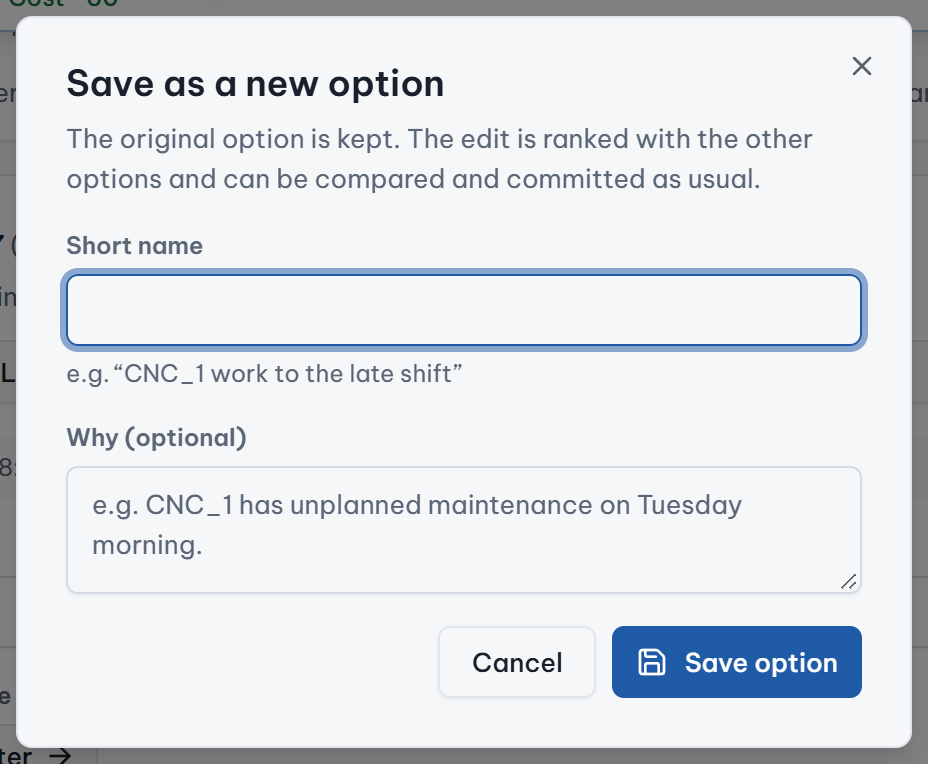 Save as a new option
The original option is kept. The edit is ranked with the other
options and can be compared and committed as usual.
Short name
e.g. “CNC_1 work to the late shift”
Why (optional)
e.g. CNC_1 has unplanned maintenance on Tuesday
morning.
Cancel
Save option